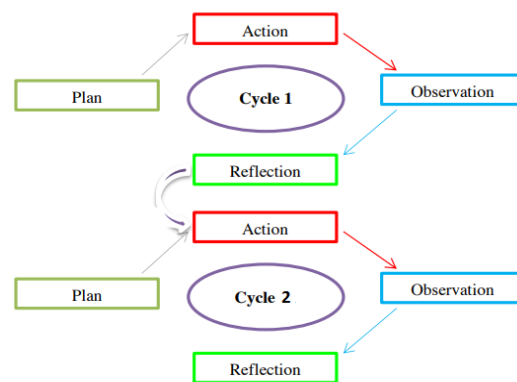 Action
Plan
Cycle 1
Observation
Reflection
Action
Plan
Cycle 2
Observation
Reflection